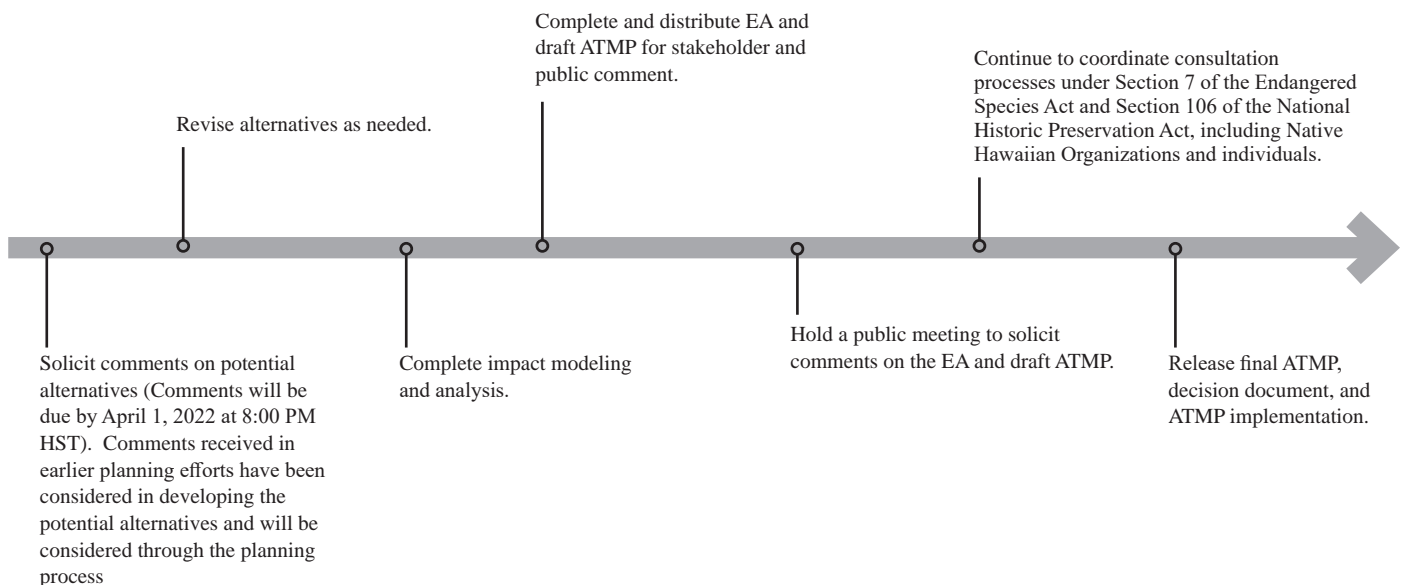 Solicit comments on potential
alternatives (Comments will be
due by April 1, 2022 at 8:00 PM
HST).  Comments received in
earlier planning efforts have been
considered in developing the
potential alternatives and will be
considered through the planning
process
Revise alternatives as needed.
Complete impact modeling
and analysis.
Complete and distribute EA and
draft ATMP for stakeholder and
public comment.
Hold a public meeting to solicit
comments on the EA and draft ATMP.
Continue to coordinate consultation
processes under Section 7 of the Endangered
Species Act and Section 106 of the National
Historic Preservation Act, including Native
Hawaiian Organizations and individuals.
Release final ATMP,
decision document, and
ATMP implementation.